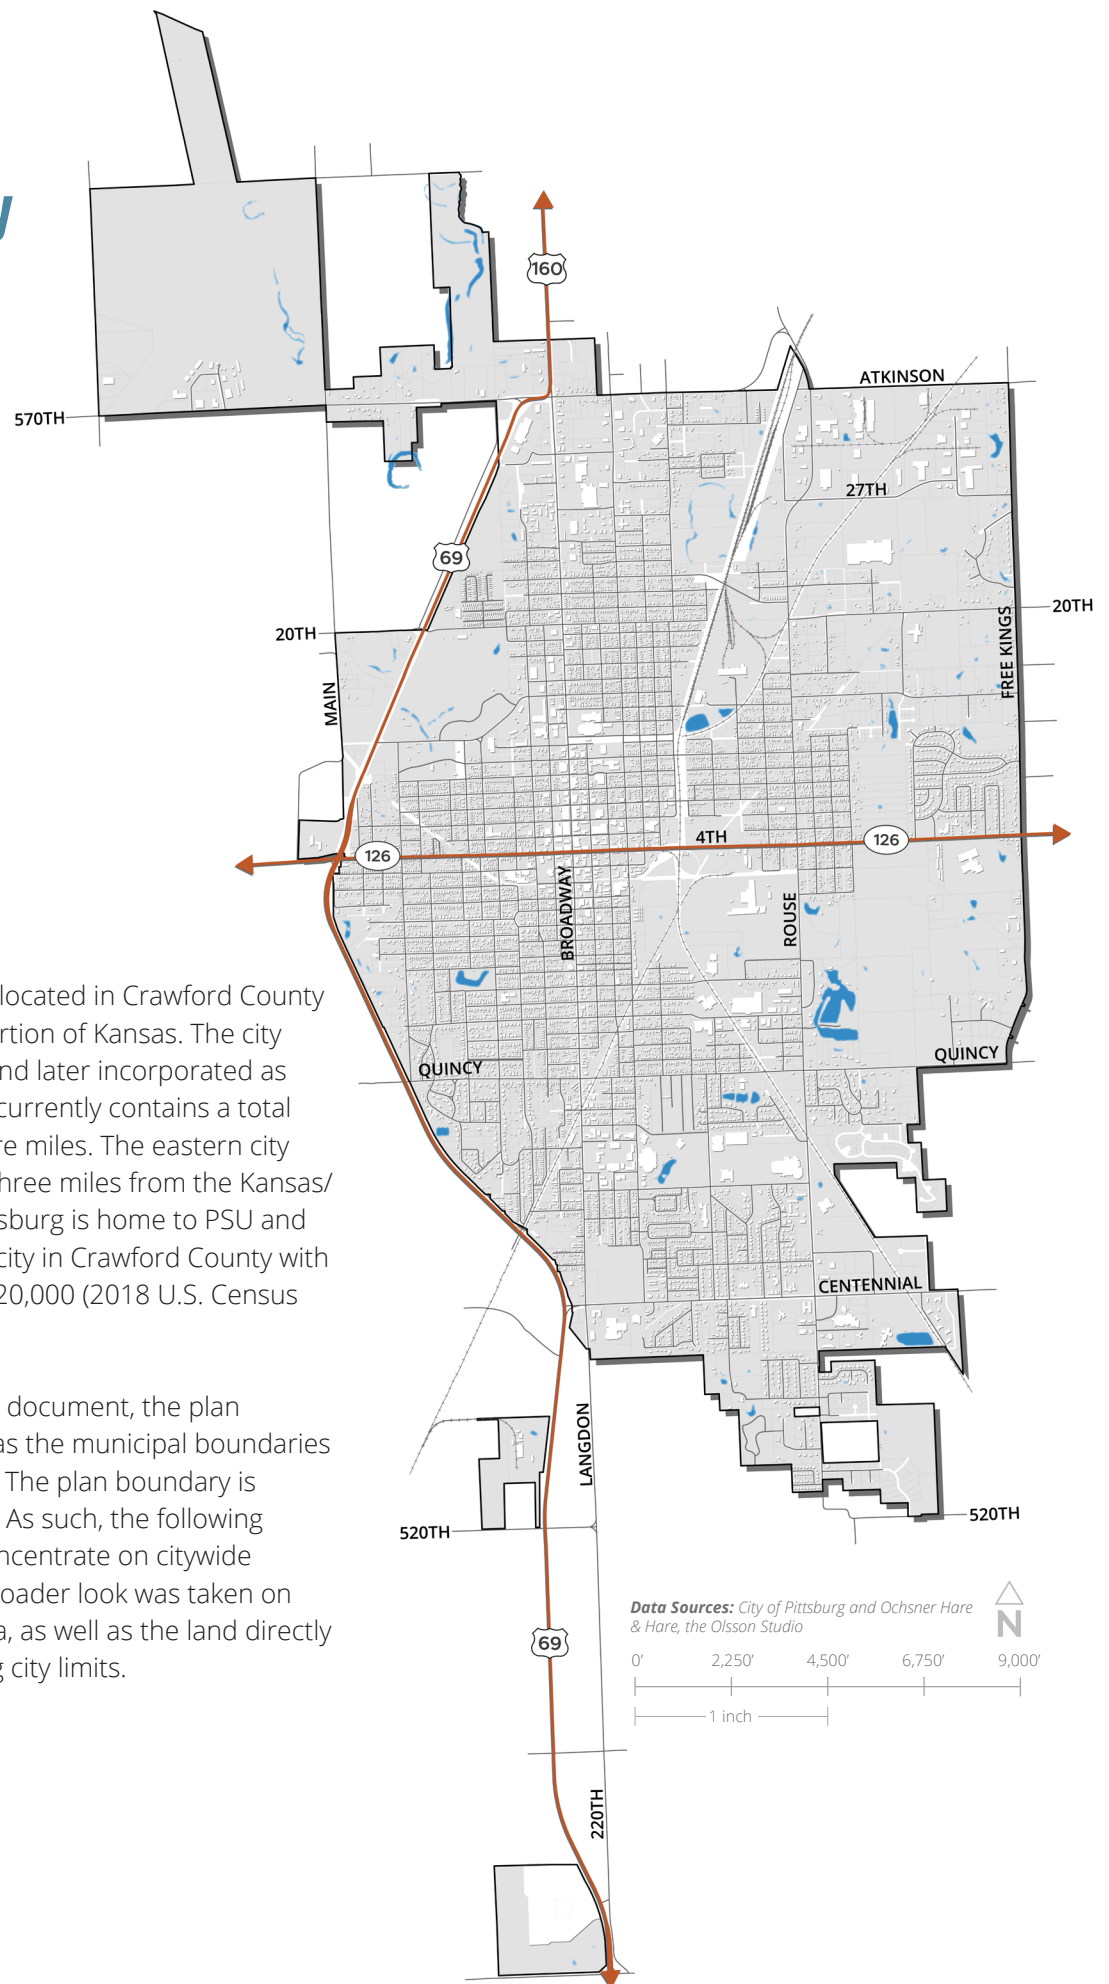 y
160
ATKINSON
570TH
27TH
69
20TH
20TH
FREE KINGS
MAIN
4TH
126
126
BROADWAY
ROUSE
located in Crawford County
rtion of Kansas. The city
nd later incorporated as
currently contains a total
re miles. The eastern city
hree miles from the Kansas/
sburg is home to PSU and
city in Crawford County with
20,000 (2018 U.S. Census
QUINCY
QUINCY
CENTENNIAL
document, the plan
as the municipal boundaries
The plan boundary is
As such, the following
ncentrate on citywide
roader look was taken on
a, as well as the land directly
g city limits.
LANGDON
520TH
520TH
Data Sources: City of Pittsburg and Ochsner Hare
& Hare, the Olsson Studio
N
0' 2,250' 4,500' 6,750' 9,000'
1 inch
69
220TH